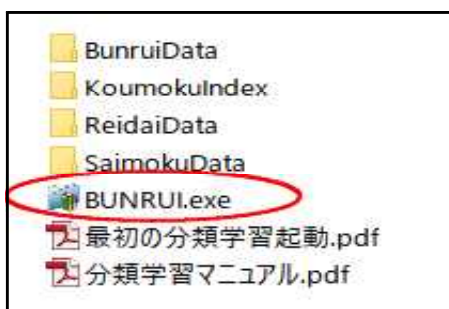 BunruiData
KoumokuIndex
ReidaiData
SaimokuData
BUNRUI.exe
最初の分類学習起動.pdf
分類学習マニュアル.pdf